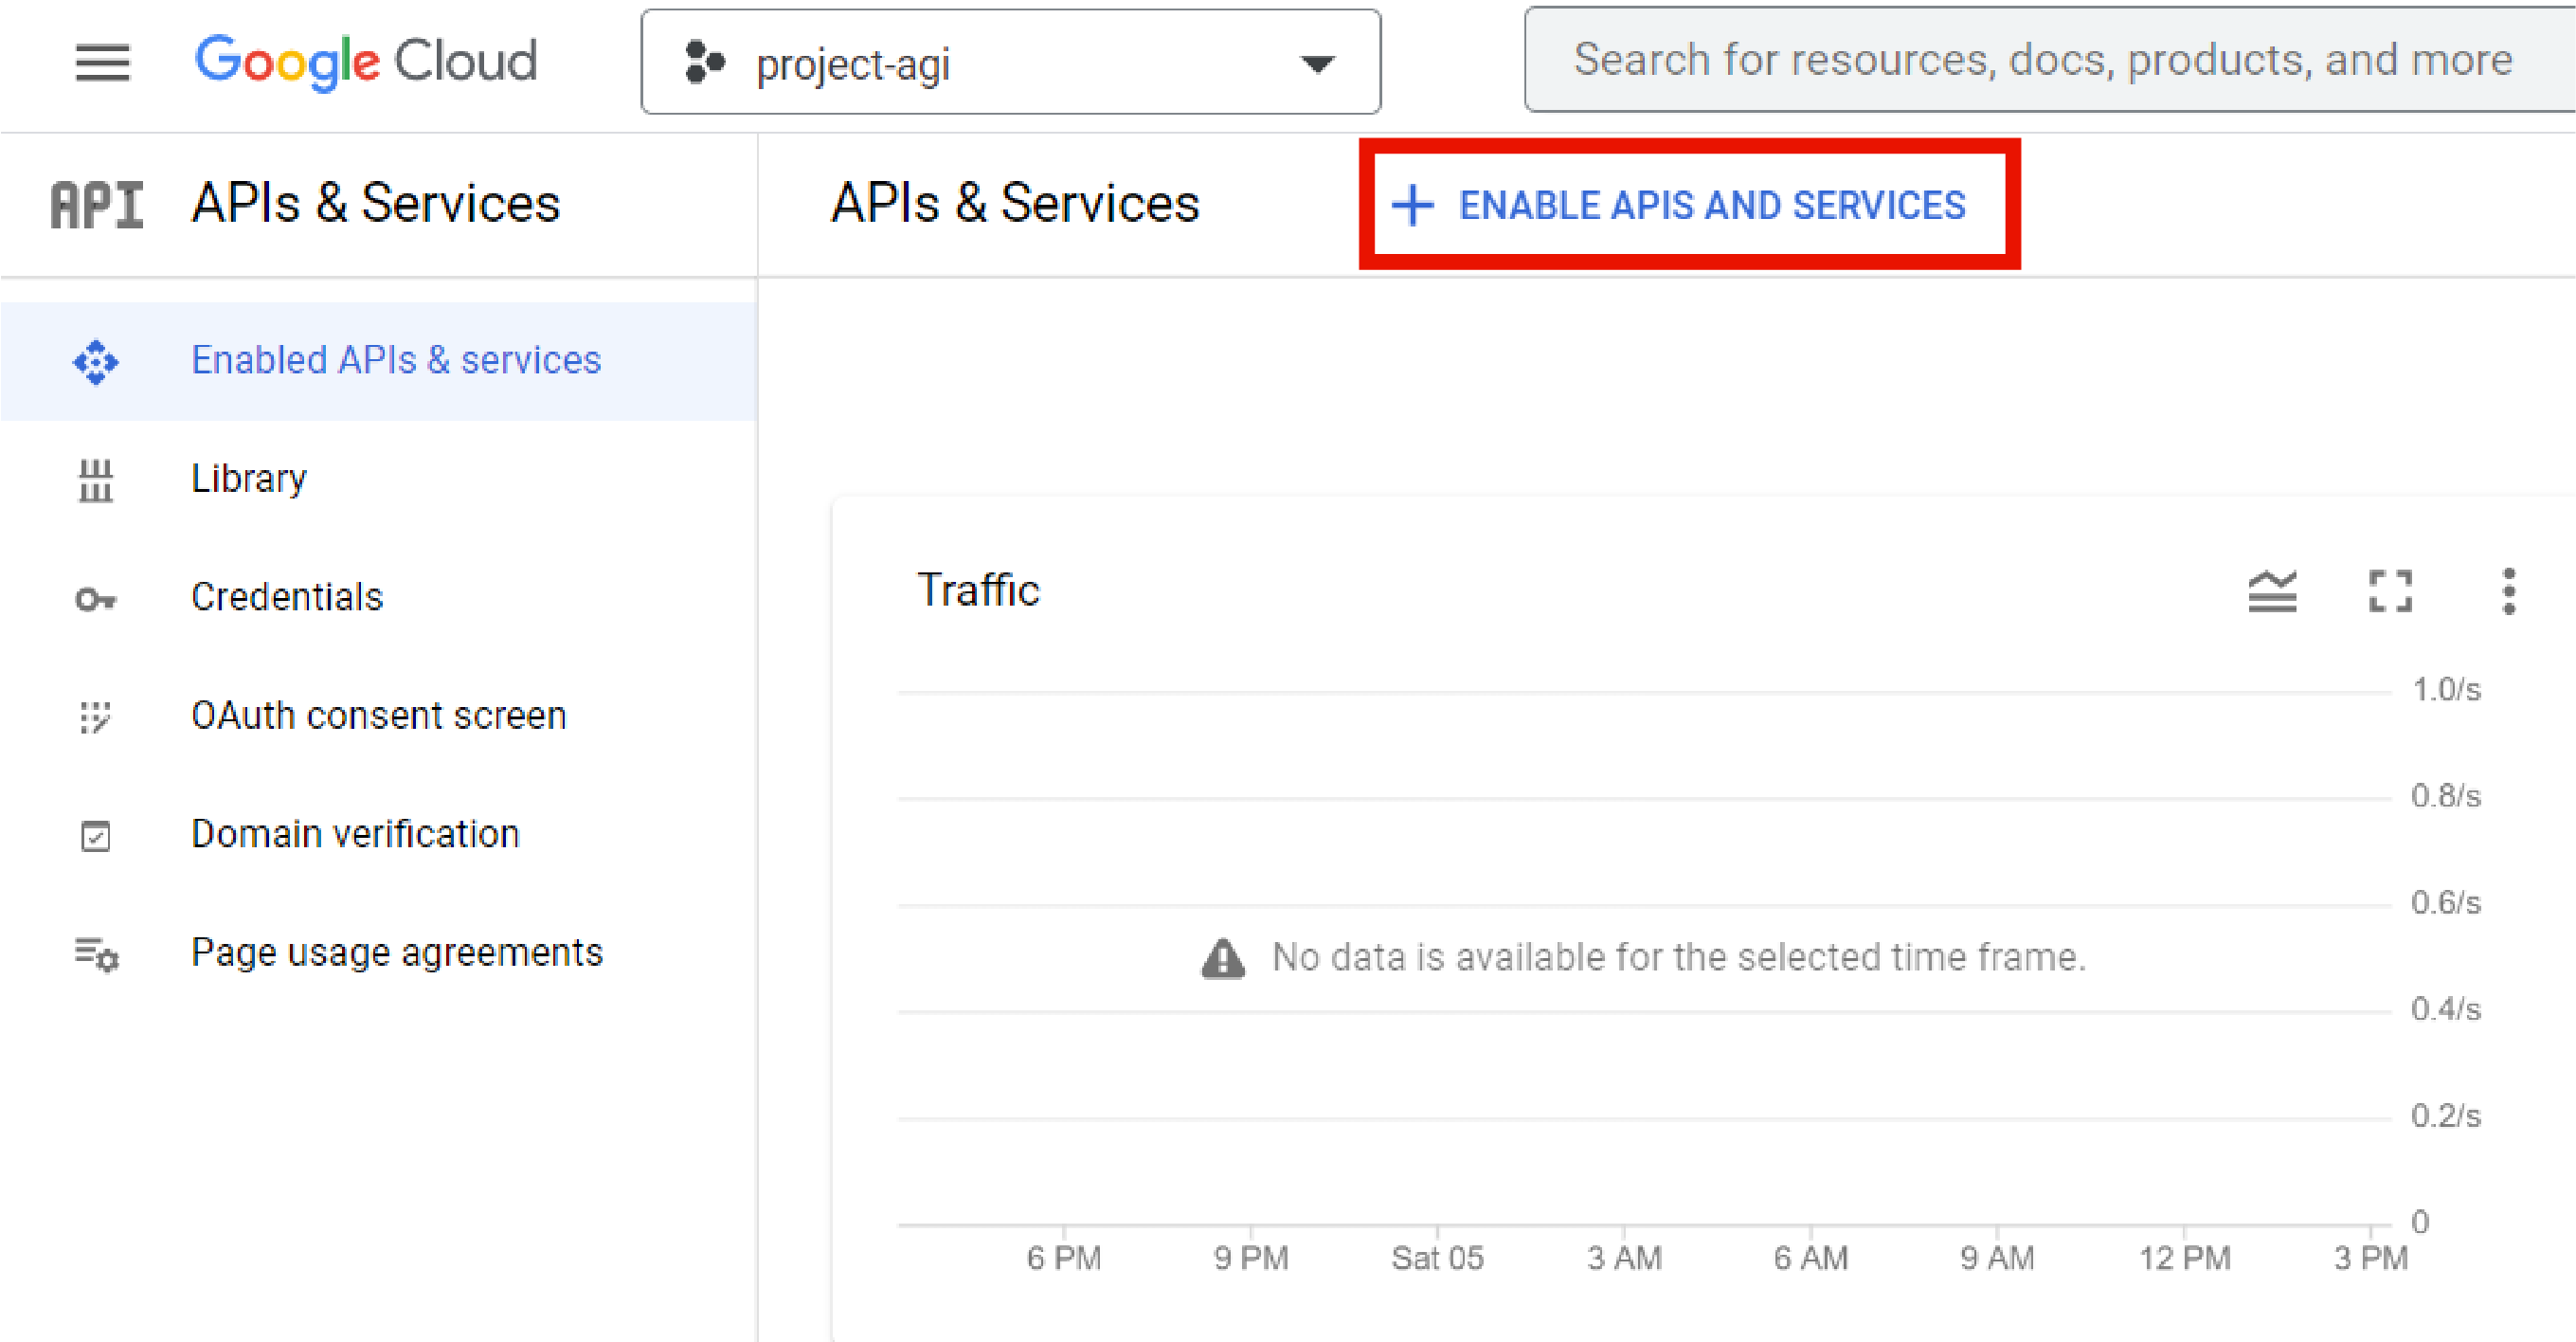 Google Cloud
project-agi
Search for resources, docs, products, and more
API
APIs & Services
APIs & Services
ENABLE APIS AND SERVICES
Enabled APIs & services
Library
Credentials
OAuth consent screen
Domain verification
Page usage agreements
Traffic
1.0/s
0.8/s
0.6/s
No data is available for the selected time frame.
0.4/s
0.2/s
0
6 PM 9 PM Sat 05 3 AM 6 AM 9 AM 12 PM 3 PM